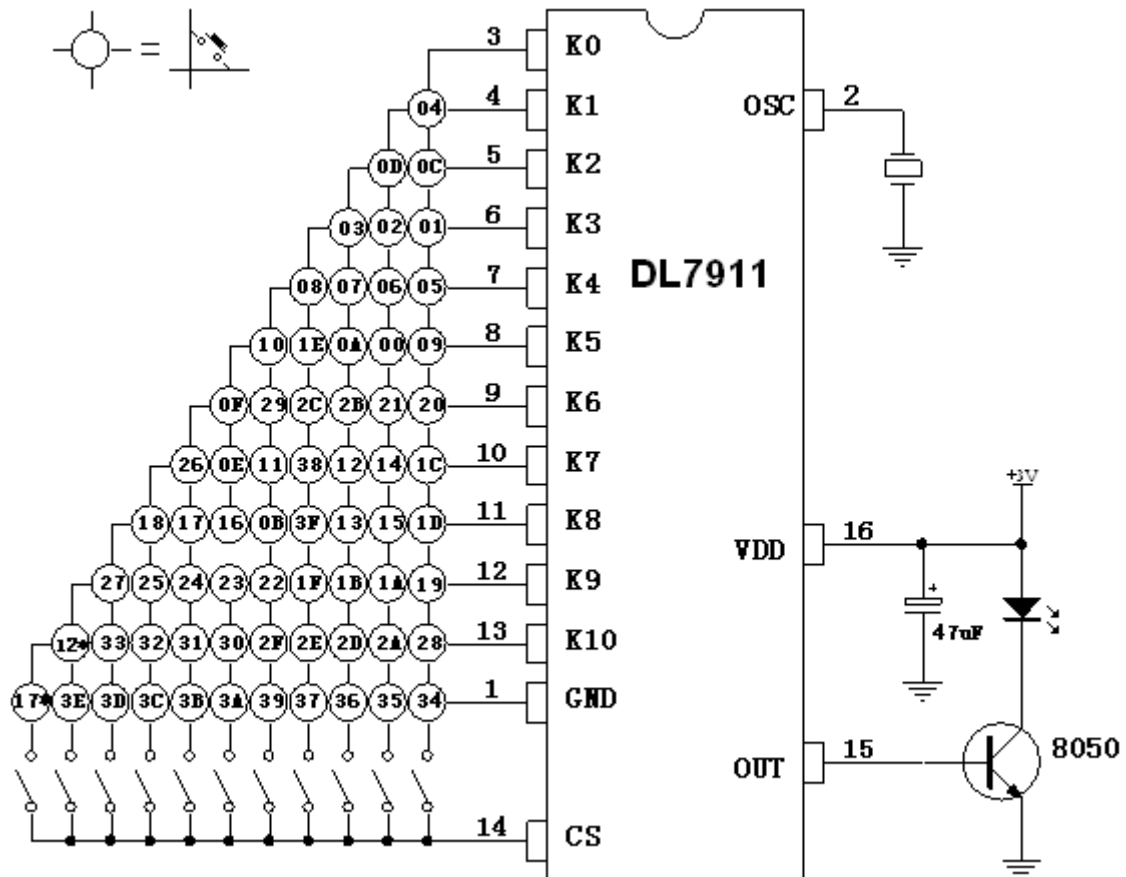 3 K0
04 4 K1 OSC 2
0D 0C 5 K2
03 02 01 6 K3
DL7911
08 07 06 05 7 K4
10 1E 0A 00 09 8 K5
0F 29 2C 2B 21 20 9 K6
26 0E 11 38 12 14 1C 10 K7
+3V
18 17 16 0B 3F 13 15 1D 11 K8
VDD 16
27 25 24 23 22 1F 1B 1A 19 12 K9
+
47uF
12* 33 32 31 30 2F 2E 2D 2A 28 13 K10
17* 3E 3D 3C 3B 3A 39 37 36 35 34 1 GND
OUT 15 8050
14 CS